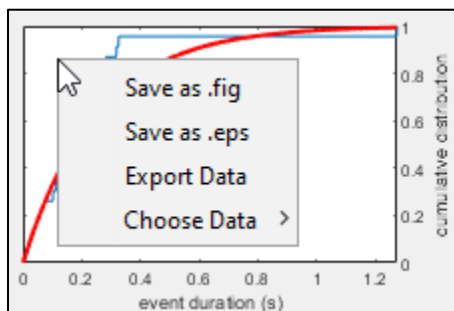 Save as .fig
Save as .eps
Export Data
Choose Data >
1
0.8
0.6
0.4
0.2
0
cumulative distribution
0 0.2 0.4 0.6 0.8 1 1.2
event duration (s)